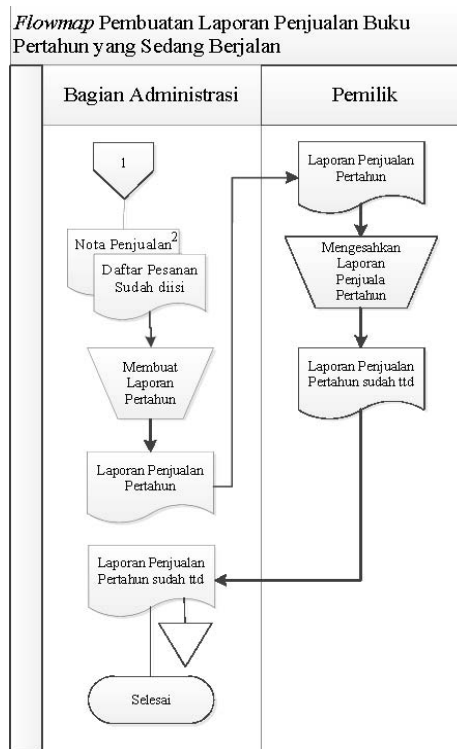 Flowmap Pembuatan Laporan Penjualan Buku
Pertahun yang Sedang Berjalan
Bagian Administrasi
Pemilik
1
Nota Penjualan 2
Daftar Pesanan
Sudah diisi
Membuat
Laporan
Pertahun
Laporan Penjualan
Pertahun
Laporan Penjualan
Pertahun
Mengesahkan
Laporan
Penjuala
Pertahun
Laporan Penjualan
Pertahun sudah ttd
Laporan Penjualan
Pertahun sudah ttd
Selesai